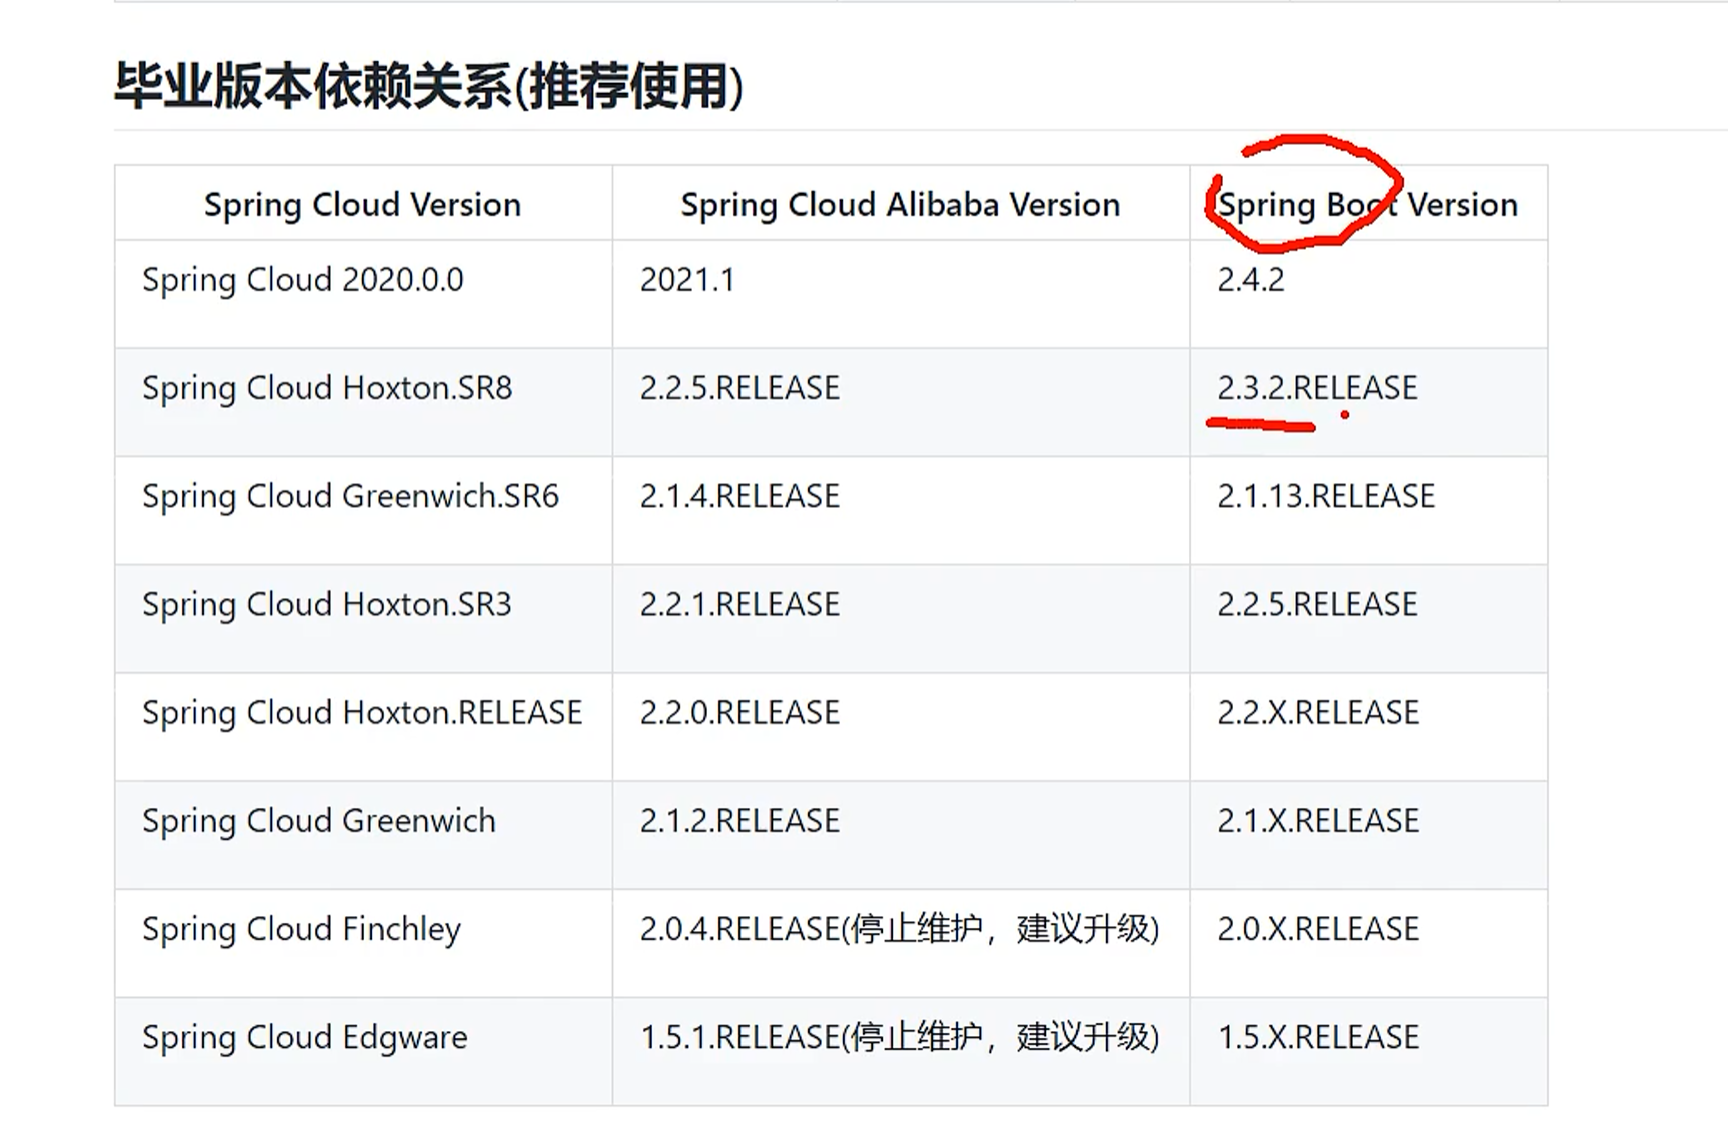 毕业版本依赖关系(推荐使用)
Spring Cloud Version Spring Cloud Alibaba Version Spring Boot Version
Spring Cloud 2020.0.0 2021.1 2.4.2
Spring Cloud Hoxton.SR8 2.2.5.RELEASE 2.3.2.RELEASE
Spring Cloud Greenwich.SR6 2.1.4.RELEASE 2.1.13.RELEASE
Spring Cloud Hoxton.SR3 2.2.1.RELEASE 2.2.5.RELEASE
Spring Cloud Hoxton.RELEASE 2.2.0.RELEASE 2.2.X.RELEASE
Spring Cloud Greenwich 2.1.2.RELEASE 2.1.X.RELEASE
Spring Cloud Finchley 2.0.4.RELEASE(停止维护，建议升级) 2.0.X.RELEASE
Spring Cloud Edgware 1.5.1.RELEASE(停止维护，建议升级) 1.5.X.RELEASE